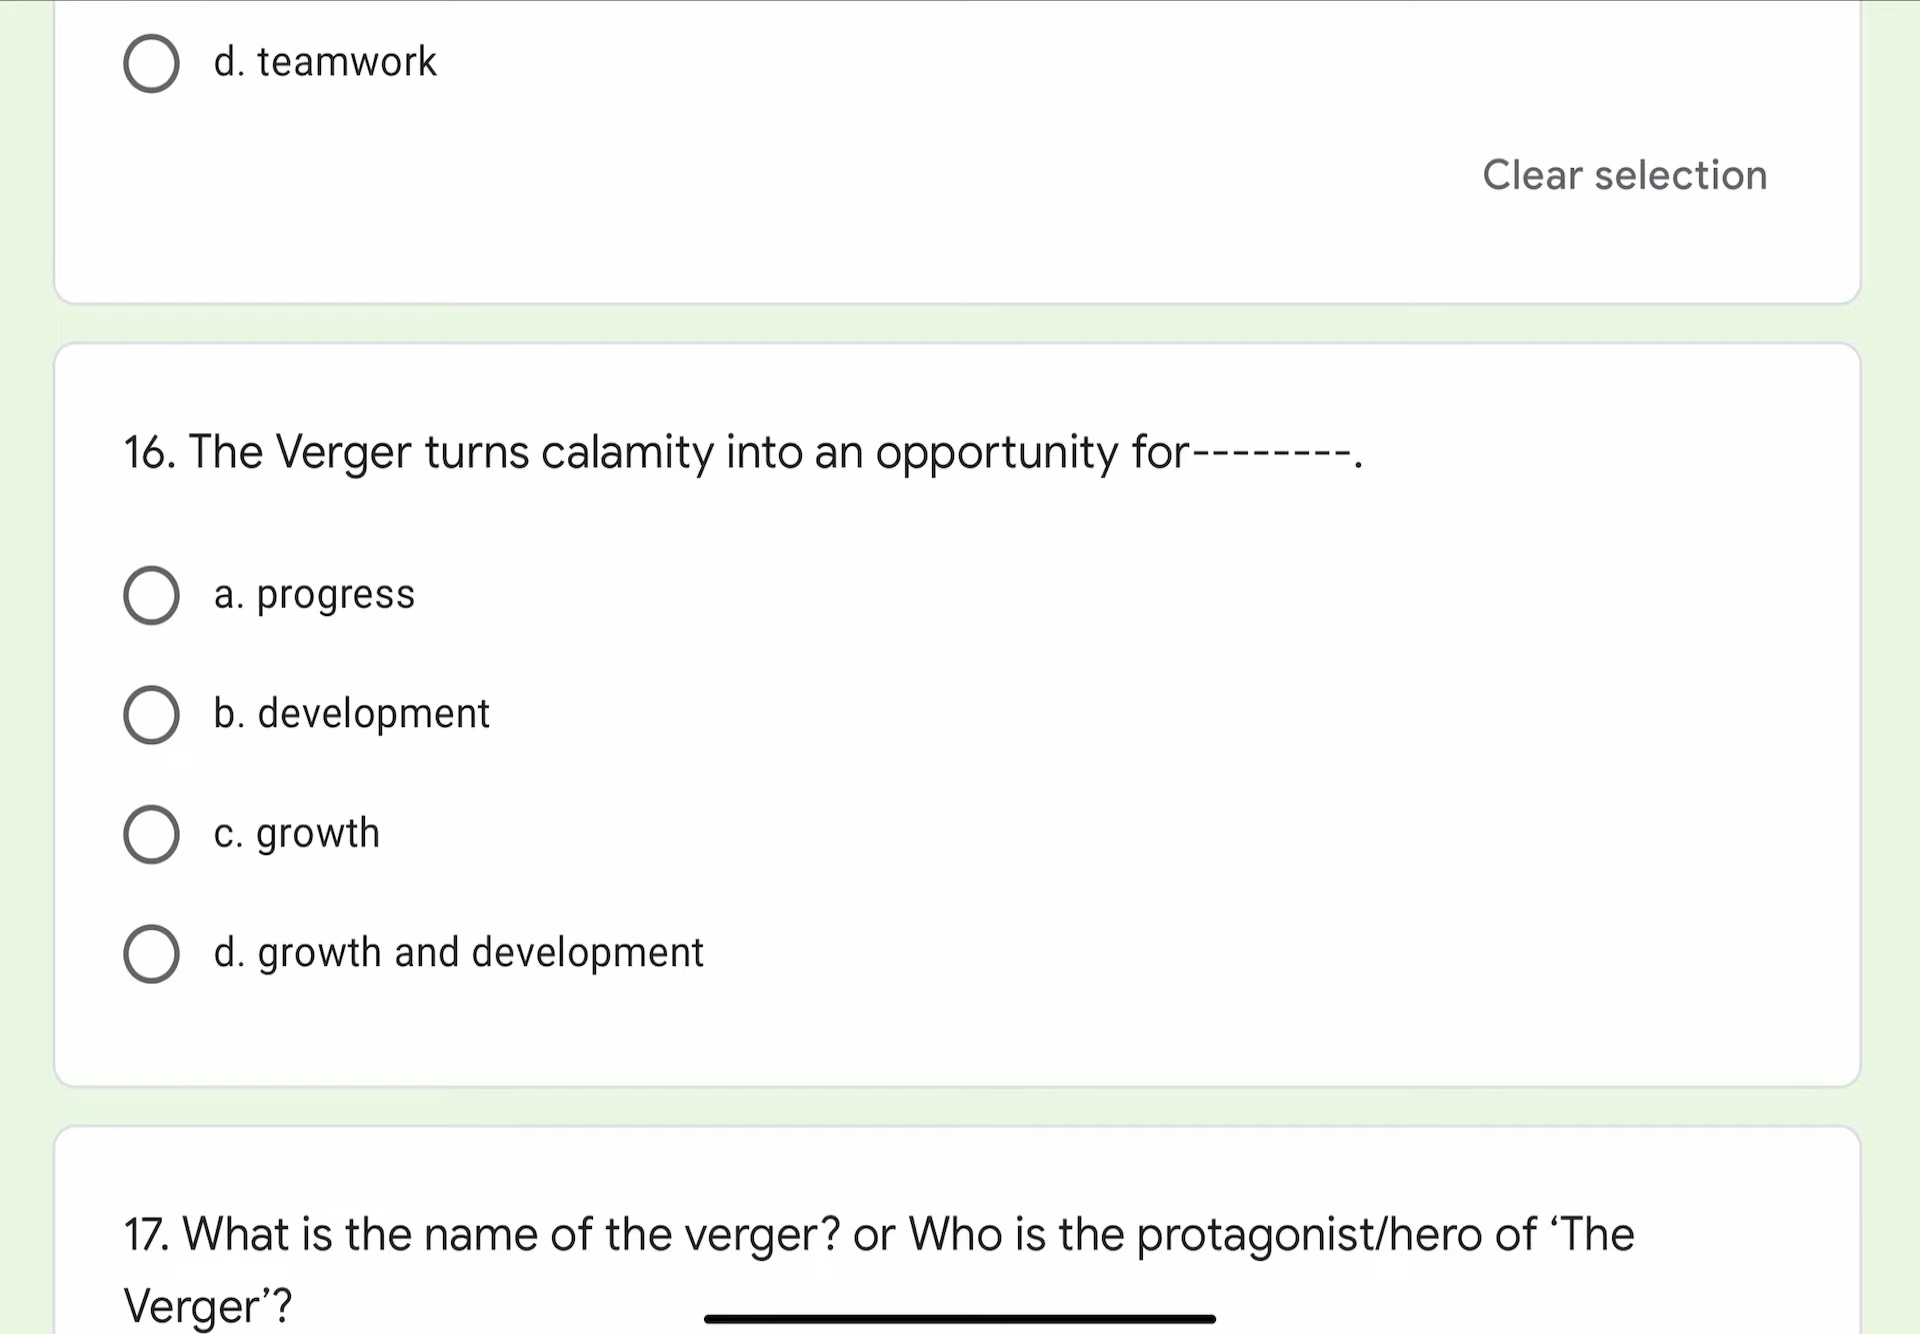 d. teamwork
Clear selection
16. The Verger turns calamity into an opportunity for--------.
a. progress
b. development
c. growth
d. growth and development
17. What is the name of the verger? or Who is the protagonist/hero of ‘The
Verger’?